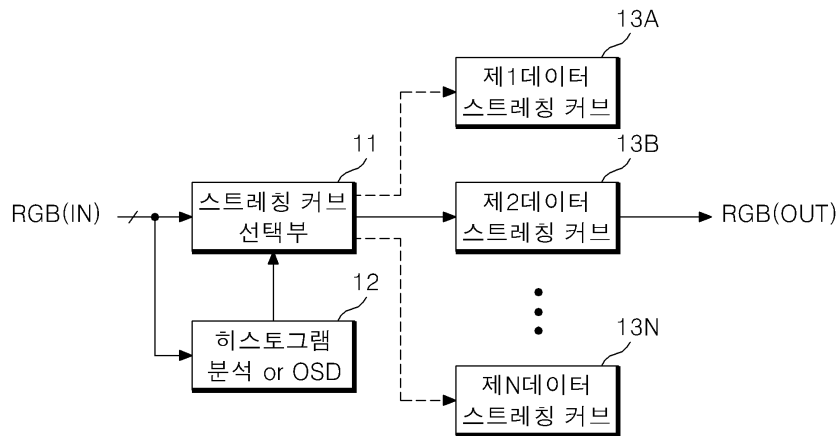 13A
제1데이터
스트레칭 커브
11
13B
RGB(IN)
스트레칭 커브
선택부
제2데이터
스트레칭 커브
RGB(OUT)
12
히스토그램
분석 or OSD
13N
제N데이터
스트레칭 커브